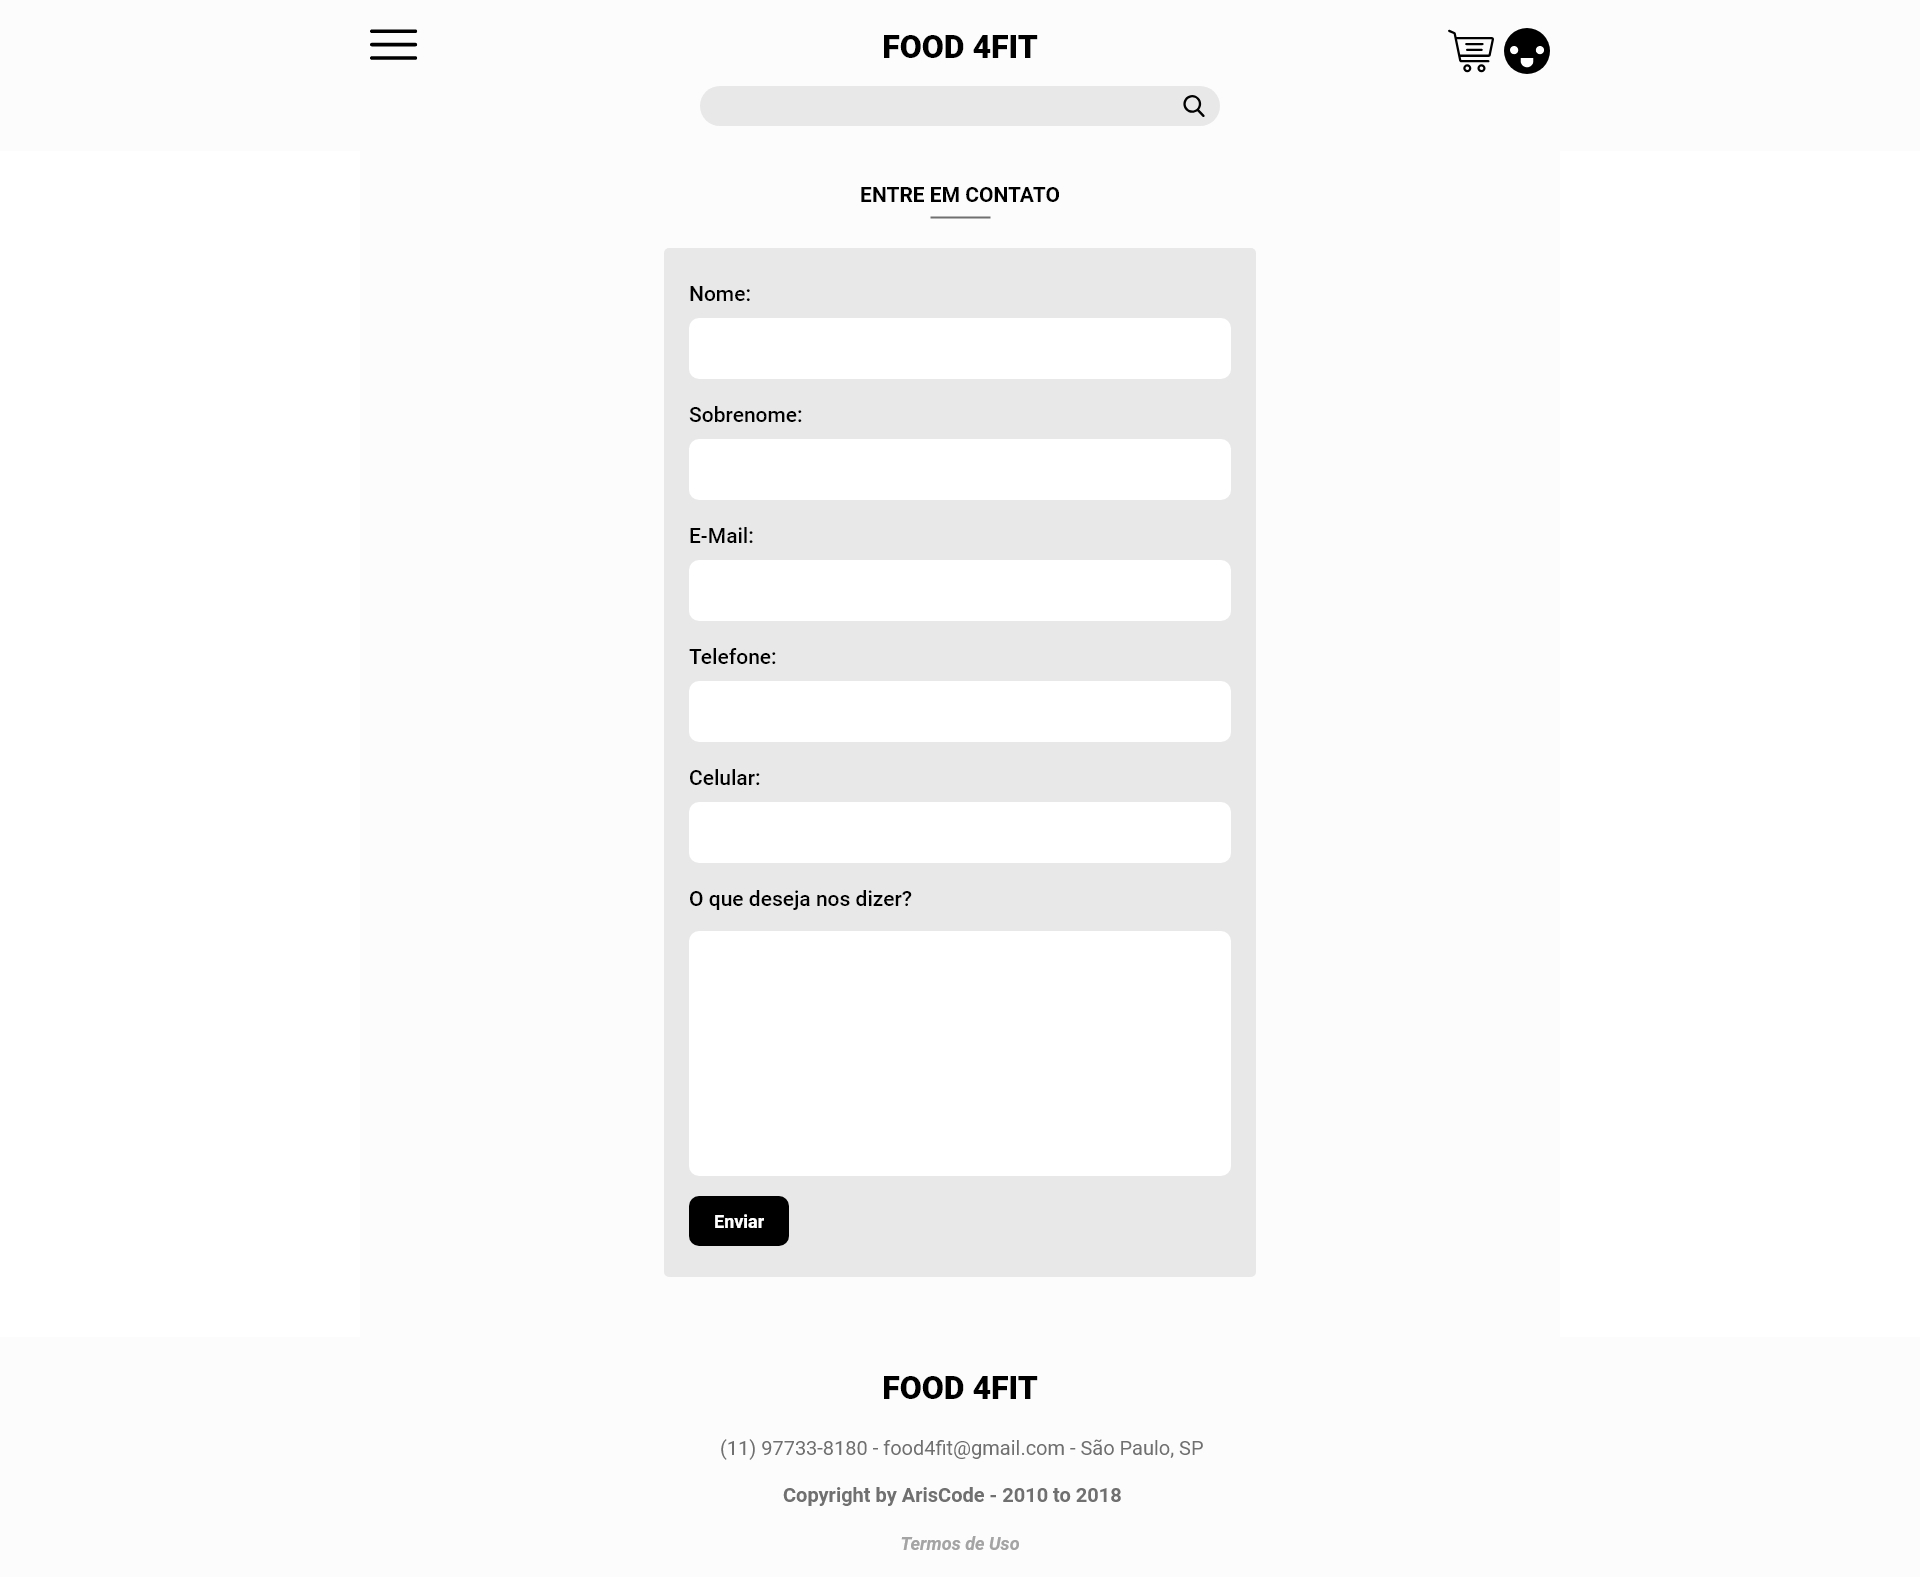 FOOD 4FIT
ENTRE EM CONTATO
Nome:
Sobrenome:
E-Mail:
Telefone:
Celular:
O que deseja nos dizer?
Enviar
FOOD 4FIT
(11) 97733-8180 - food4fit@gmail.com - São Paulo, SP
Copyright by ArisCode - 2010 to 2018
Termos de Uso